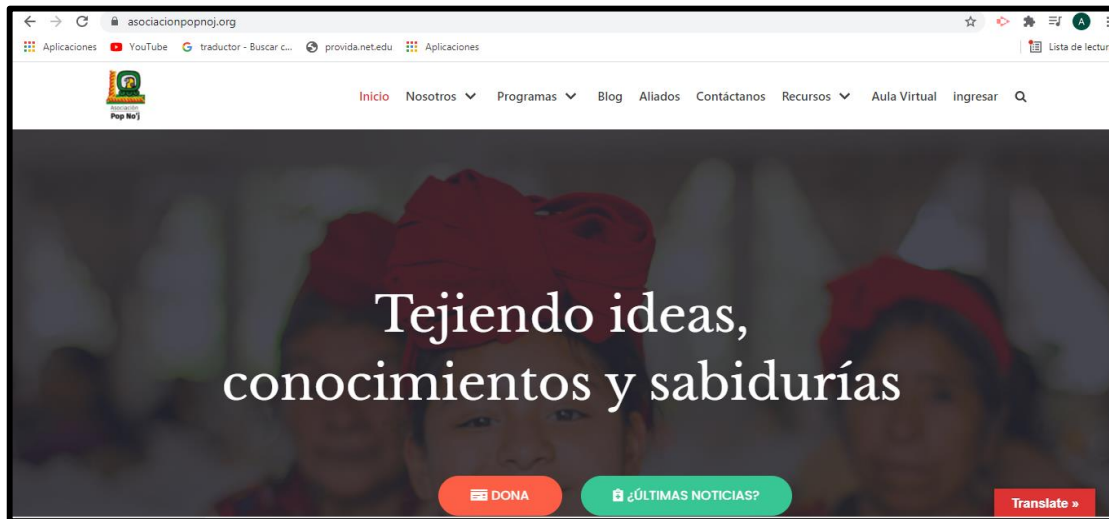 asociacionpopnoj.org
Aplicaciones YouTube traductor - Buscar c... provida.net.edu Aplicaciones Lista de lectur
Asociación
Pop No'j
Inicio Nosotros Programas Blog Aliados Contáctanos Recursos Aula Virtual ingresar
Tejiendo ideas,
conocimientos y sabidurías
DONA ¿ÚLTIMAS NOTICIAS?
Translate »